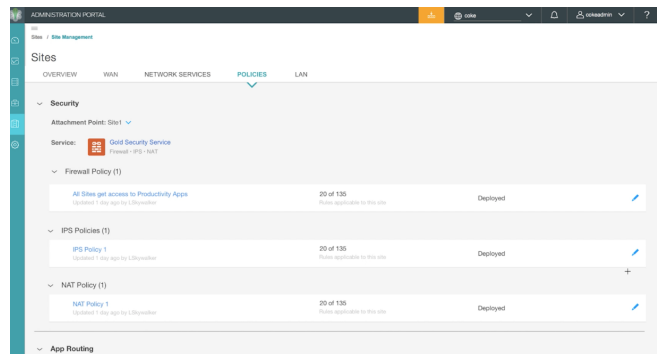 ADMINISTRATION PORTAL
coke
cokeadmin
?
Sites / Site Management
Sites
OVERVIEW WAN NETWORK SERVICES POLICIES LAN
Security
Attachment Point: Site1
Service: Gold Security Service
Firewall • IPS • NAT
Firewall Policy (1)
All Sites get access to Productivity Apps 20 of 135 Deployed
Updated 1 day ago by LSkywalker Rules applicable to this site
IPS Policies (1)
IPS Policy 1 20 of 135 Deployed
Updated 1 day ago by LSkywalker Rules applicable to this site
+
NAT Policy (1)
NAT Policy 1 20 of 135 Deployed
Updated 1 day ago by LSkywalker Rules applicable to this site
App Routing